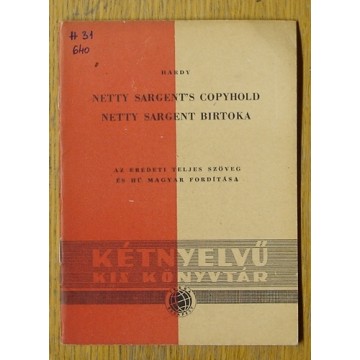 # 31
640
HARDY
NETTY SARGENT'S COPYHOLD
NETTY SARGENT BIRTOKA
AZ EREDETI TELJES SZÖVEG
ÉS HŰ MAGYAR FORDÍTÁSA
KÉTNYELVŰ
KIS KÖNYVTÁR